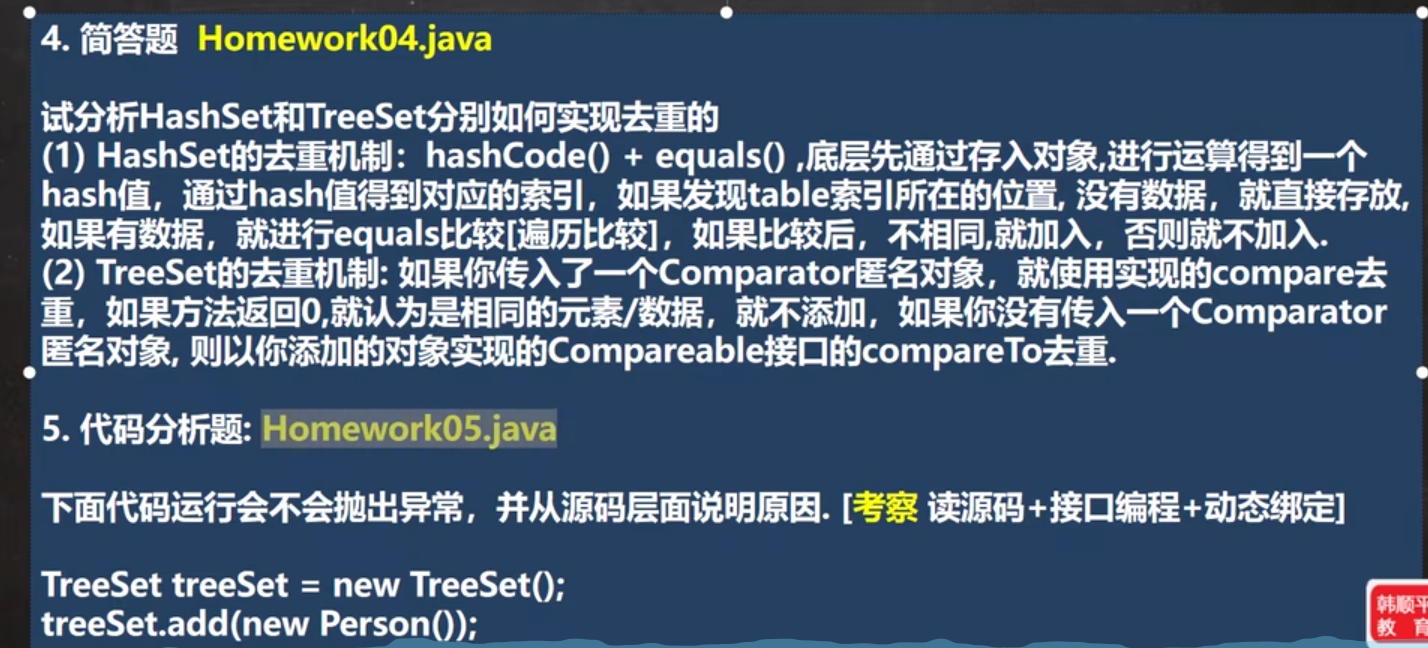 4. 简答题 Homework04.java
试分析HashSet和TreeSet分别如何实现去重的
(1) HashSet的去重机制：hashCode() + equals() ,底层先通过存入对象,进行运算得到一个
hash值，通过hash值得到对应的索引，如果发现table索引所在的位置, 没有数据，就直接存放,
如果有数据，就进行equals比较[遍历比较]，如果比较后，不相同,就加入，否则就不加入.
(2) TreeSet的去重机制: 如果你传入了一个Comparator匿名对象，就使用实现的compare去
重，如果方法返回0,就认为是相同的元素/数据，就不添加，如果你没有传入一个Comparator
匿名对象, 则以你添加的对象实现的Compareable接口的compareTo去重.
5. 代码分析题: Homework05.java
下面代码运行会不会抛出异常，并从源码层面说明原因. [考察 读源码+接口编程+动态绑定]
TreeSet treeSet = new TreeSet();
treeSet.add(new Person());
韩顺平
教 育